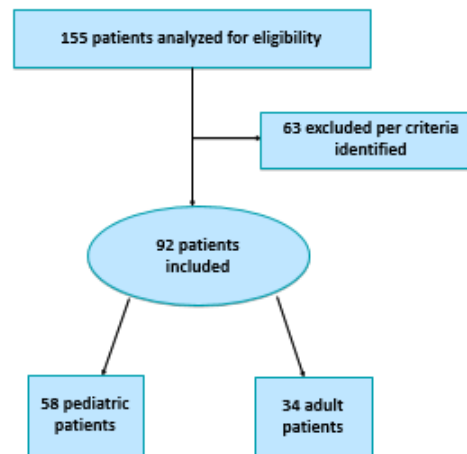 155 patients analyzed for eligibility
63 excluded per criteria
identified
92 patients
included
58 pediatric
patients
34 adult
patients